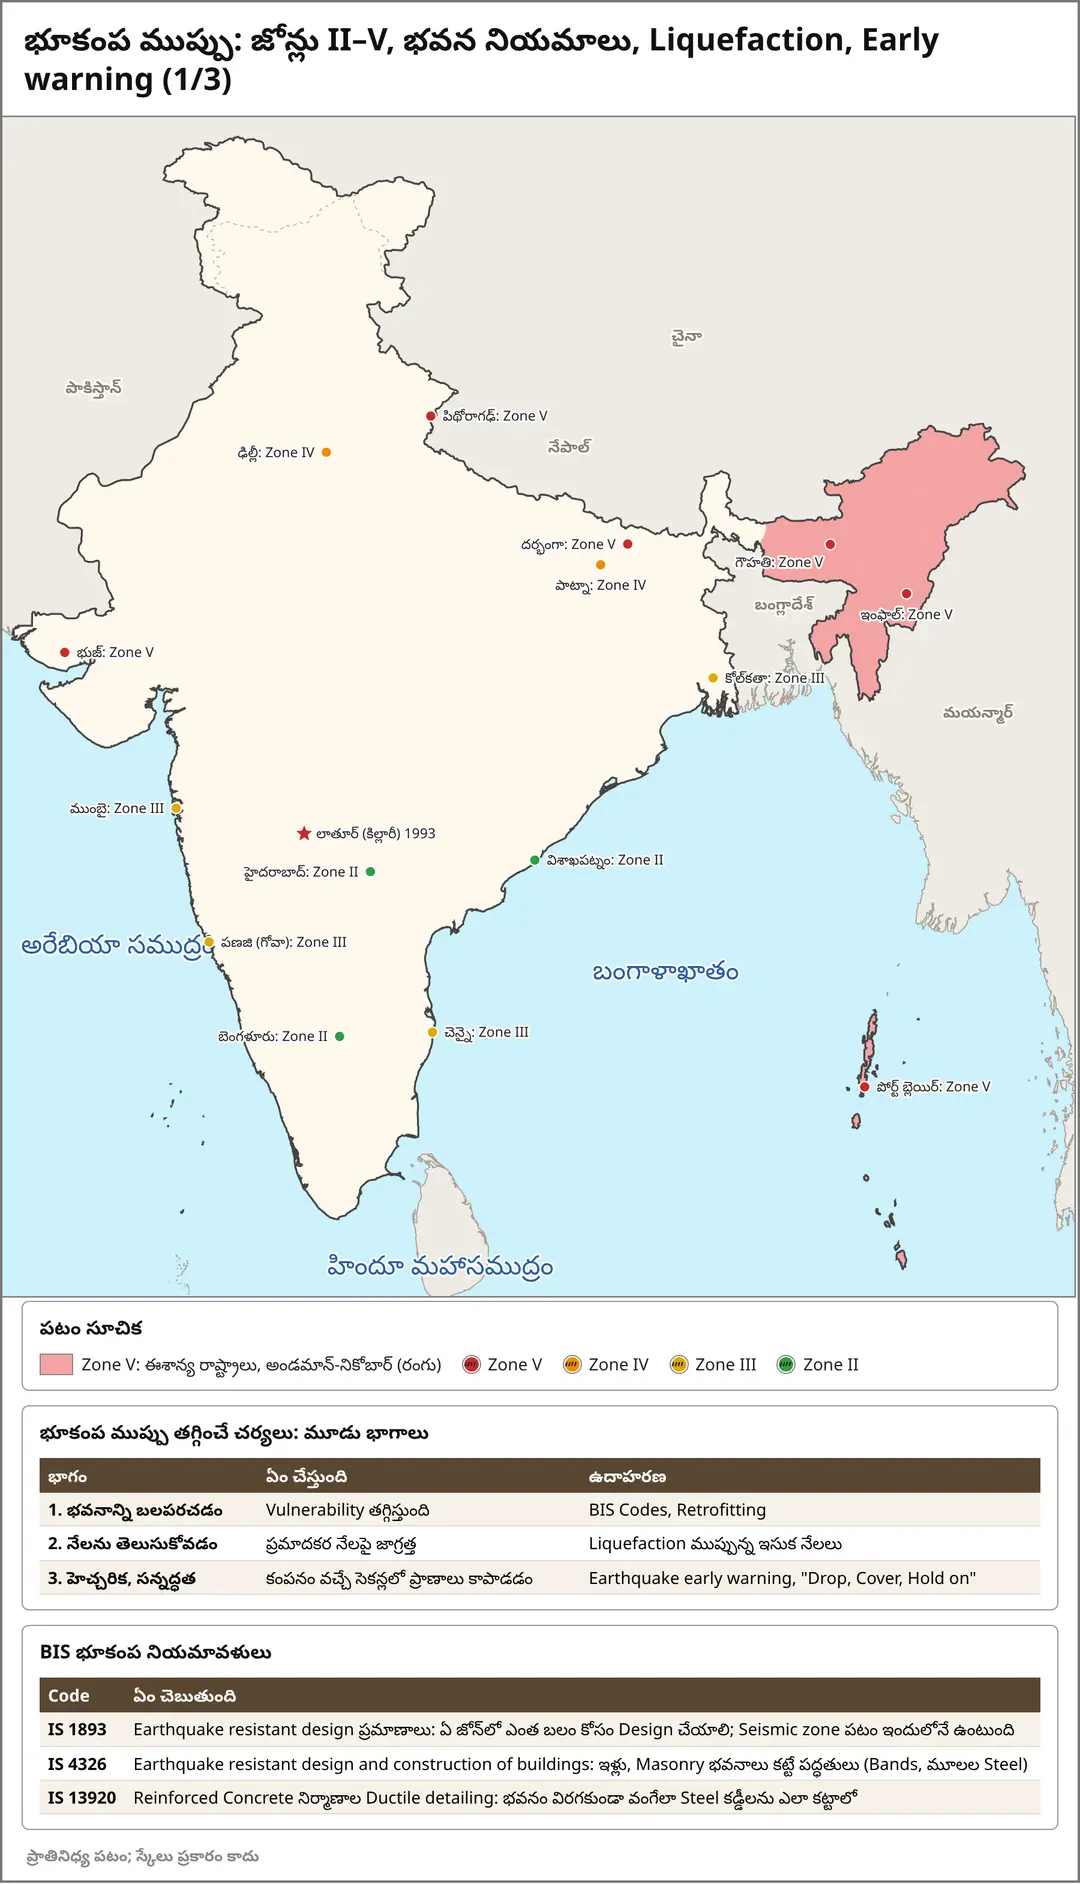 భూకంప ముప్పు: జోన్లు II–V, భవన నియమాలు, Liquefaction, Early
warning (1/3)
చైనా
పాకిస్తాన్
పిథోరాగఢ్: Zone V
నేపాల్
ఢిల్లీ: Zone IV
దర్భంగా: Zone V
గౌహతి: Zone V
పాట్నా: Zone IV
బంగ్లాదేశ్
ఇంఫాల్: Zone V
భుజ్: Zone V
కోల్‌కతా: Zone III
మయన్మార్
ముంబై: Zone III
లాతూర్ (కిల్లారీ) 1993
విశాఖపట్నం: Zone II
హైదరాబాద్: Zone II
అరేబియా సముద్రం
పణజి (గోవా): Zone III
బంగాళాఖాతం
బెంగళూరు: Zone II
చెన్నై: Zone III
పోర్ట్ బ్లెయిర్: Zone V
హిందూ మహాసముద్రం
పటం సూచిక
Zone V: ఈశాన్య రాష్ట్రాలు, అండమాన్-నికోబార్ (రంగు) Zone V Zone IV Zone III Zone II
భూకంప ముప్పు తగ్గించే చర్యలు: మూడు భాగాలు
భాగం ఏం చేస్తుంది ఉదాహరణ
1. భవనాన్ని బలపరచడం Vulnerability తగ్గిస్తుంది BIS Codes, Retrofitting
2. నేలను తెలుసుకోవడం ప్రమాదకర నేలపై జాగ్రత్త Liquefaction ముప్పున్న ఇసుక నేలలు
3. హెచ్చరిక, సన్నద్ధత కంపనం వచ్చే సెకన్లలో ప్రాణాలు కాపాడడం Earthquake early warning, "Drop, Cover, Hold on"
BIS భూకంప నియమావళులు
Code ఏం చెబుతుంది
IS 1893 Earthquake resistant design ప్రమాణాలు: ఏ జోన్‌లో ఎంత బలం కోసం Design చేయాలి; Seismic zone పటం ఇందులోనే ఉంటుంది
IS 4326 Earthquake resistant design and construction of buildings: ఇళ్లు, Masonry భవనాలు కట్టే పద్ధతులు (Bands, మూలల Steel)
IS 13920 Reinforced Concrete నిర్మాణాల Ductile detailing: భవనం విరగకుండా వంగేలా Steel కడ్డీలను ఎలా కట్టాలో
ప్రాతినిధ్య పటం; స్కేలు ప్రకారం కాదు